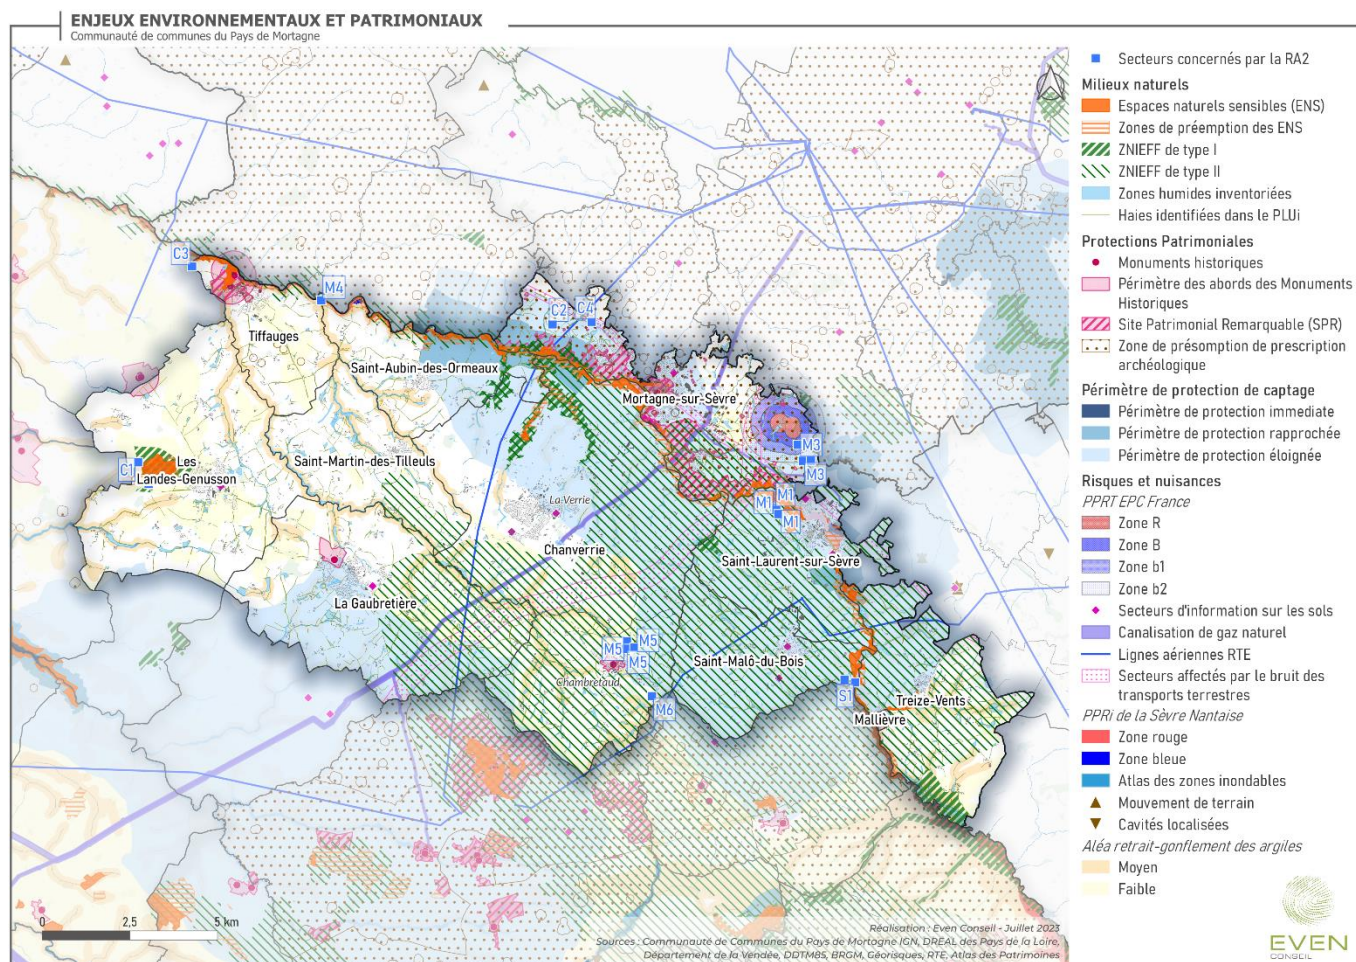 ENJEUX ENVIRONNEMENTAUX ET PATRIMONIAUX
Communauté de communes du Pays de Mortagne
C3
M4
C2
C4
Tiffauges
Saint-Aubin-des-Ormeaux
Mortagne-sur-Sèvre
M3
M3
C1
Les
Landes-Genusson
Saint-Martin-des-Tilleuls
La Verrie
M1
M1
M1
Chanverrie
Saint-Laurent-sur-Sèvre
La Gaubretière
M5
M5
M5
Saint-Malô-du-Bois
Chambretaud
M6
S1
Treize-Vents
Mallièvre
0
2,5
5 km
Réalisation : Even Conseil - Juillet 2023
Sources : Communauté de Communes du Pays de Mortagne IGN, DREAL des Pays de la Loire,
Département de la Vendée, DDTM85, BRGM, Géorisques, RTE, Atlas des Patrimoines
Secteurs concernés par la RA2
Milieux naturels
Espaces naturels sensibles (ENS)
Zones de préemption des ENS
ZNIEFF de type I
ZNIEFF de type II
Zones humides inventoriées
Haies identifiées dans le PLUi
Protections Patrimoniales
Monuments historiques
Périmètre des abords des Monuments
Historiques
Site Patrimonial Remarquable (SPR)
Zone de présomption de prescription
archéologique
Périmètre de protection de captage
Périmètre de protection immediate
Périmètre de protection rapprochée
Périmètre de protection éloignée
Risques et nuisances
PPRT EPC France
Zone R
Zone B
Zone b1
Zone b2
Secteurs d'information sur les sols
Canalisation de gaz naturel
Lignes aériennes RTE
Secteurs affectés par le bruit des
transports terrestres
PPRi de la Sèvre Nantaise
Zone rouge
Zone bleue
Atlas des zones inondables
Mouvement de terrain
Cavités localisées
Aléa retrait-gonflement des argiles
Moyen
Faible
EVEN
CONSEIL